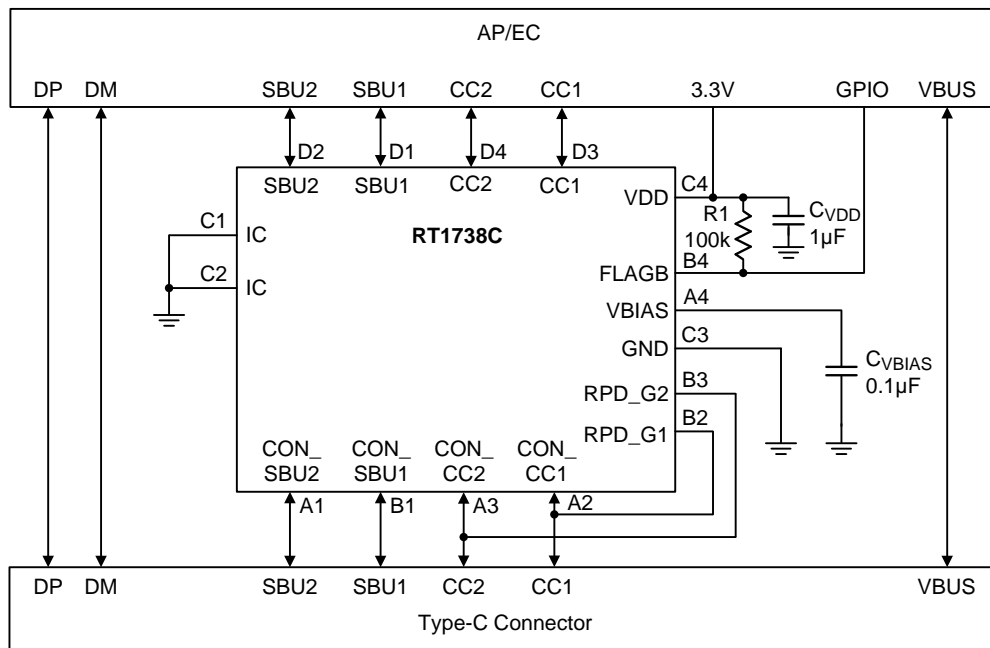 AP/EC
DP DM SBU2 SBU1 CC2 CC1 3.3V GPIO VBUS
D2 D1 D4 D3
SBU2 SBU1 CC2 CC1
VDD C4
C1 IC
RT1738C
R1
100k
CVDD
1µF
C2 IC
FLAGB B4
VBIAS A4
GND C3
CVBIAS
0.1µF
RPD_G2 B3
RPD_G1 B2
CON_ CON_ CON_ CON_
SBU2 SBU1 CC2 CC1
A1 B1 A3 A2
DP DM SBU2 SBU1 CC2 CC1 VBUS
Type-C Connector